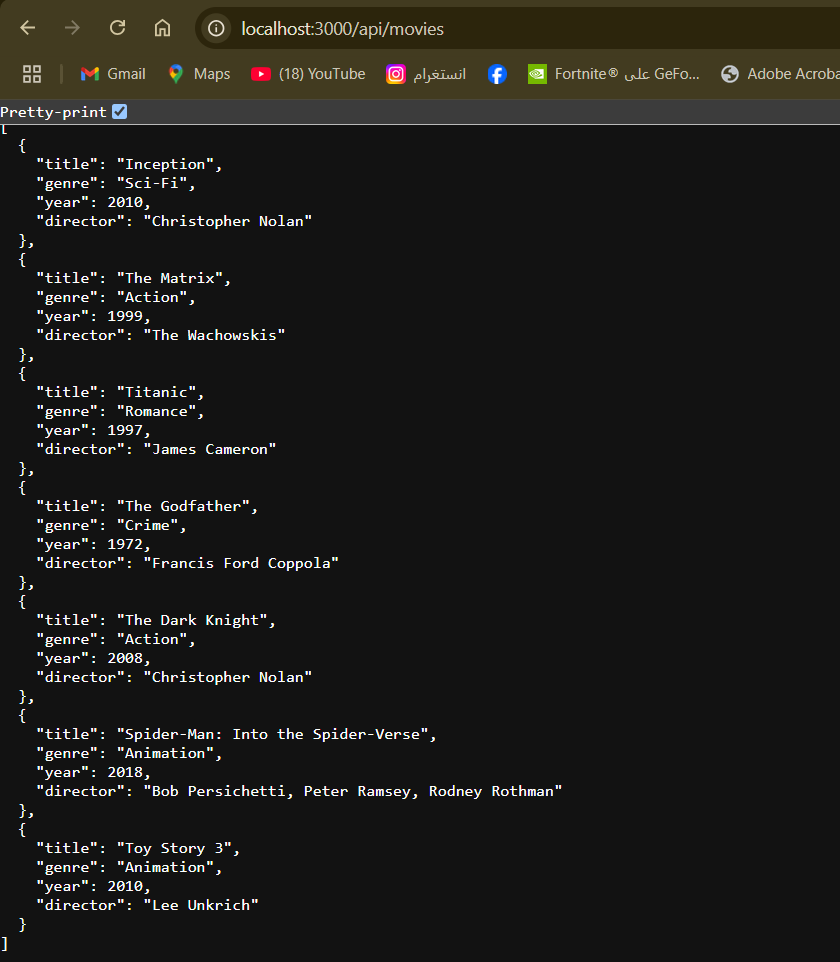 localhost:3000/api/movies
Gmail
Maps
(18) YouTube
انستغرام
Fortnite® على GeFo...
Adobe Acroba
Pretty-print
[
  {
    "title": "Inception",
    "genre": "Sci-Fi",
    "year": 2010,
    "director": "Christopher Nolan"
  },
  {
    "title": "The Matrix",
    "genre": "Action",
    "year": 1999,
    "director": "The Wachowskis"
  },
  {
    "title": "Titanic",
    "genre": "Romance",
    "year": 1997,
    "director": "James Cameron"
  },
  {
    "title": "The Godfather",
    "genre": "Crime",
    "year": 1972,
    "director": "Francis Ford Coppola"
  },
  {
    "title": "The Dark Knight",
    "genre": "Action",
    "year": 2008,
    "director": "Christopher Nolan"
  },
  {
    "title": "Spider-Man: Into the Spider-Verse",
    "genre": "Animation",
    "year": 2018,
    "director": "Bob Persichetti, Peter Ramsey, Rodney Rothman"
  },
  {
    "title": "Toy Story 3",
    "genre": "Animation",
    "year": 2010,
    "director": "Lee Unkrich"
  }
]